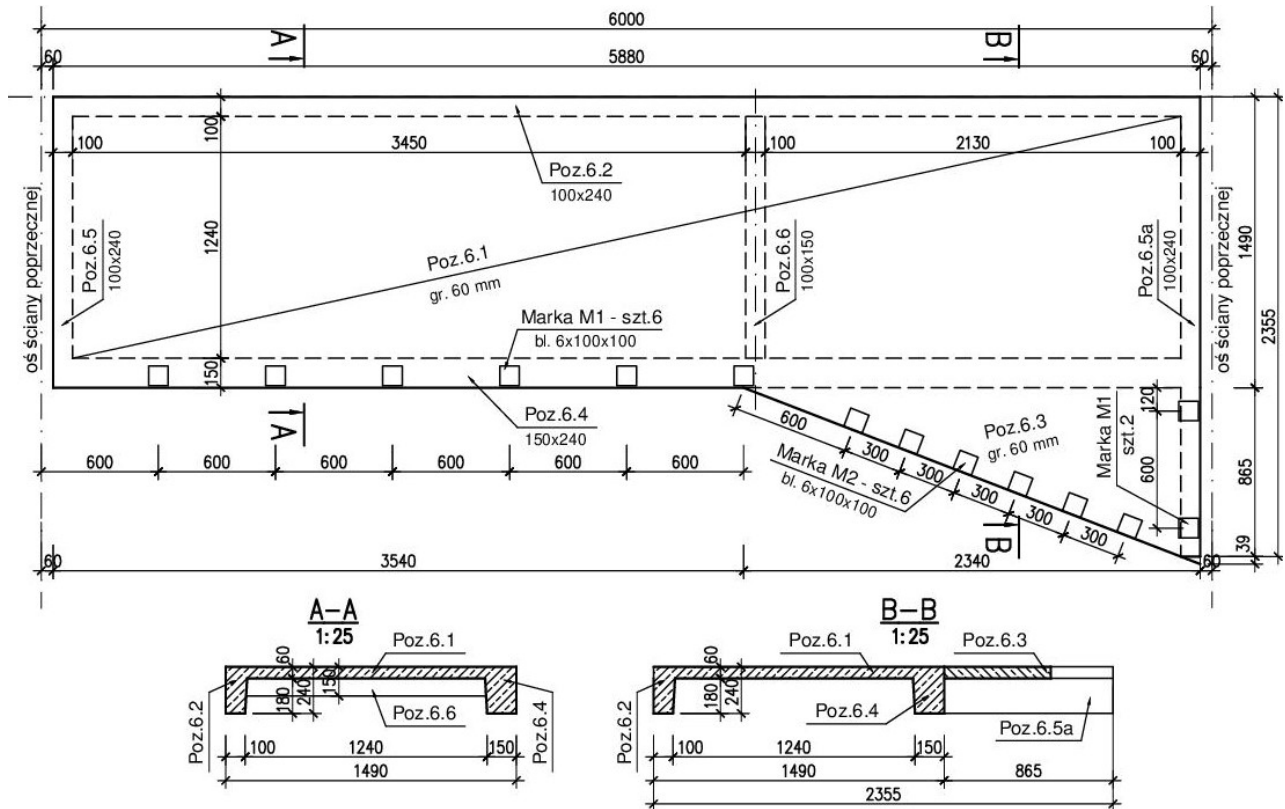 6000
A
B
60
5880
60
100
100
3450
100
2130
100
Poz.6.2
100x240
oś ściany poprzecznej
Poz.6.5
100x240
1240
Poz.6.1
gr. 60 mm
Poz.6.6
100x150
Poz.6.5a
100x240
1490
2355
oś ściany poprzecznej
Marka M1 - szt.6
bl. 6x100x100
150
A
Poz.6.4
150x240
600
600
600
600
600
600
600
300
300
300
300
300
Poz.6.3
gr. 60 mm
Marka M2 - szt.6
bl. 6x100x100
Marka M1
szt.2
120
600
865
39
B
60
3540
2340
60
A-A
1:25
Poz.6.1
60
180
240
150
Poz.6.2
Poz.6.6
Poz.6.4
100
1240
150
1490
B-B
1:25
Poz.6.1
Poz.6.3
60
180
240
Poz.6.2
Poz.6.4
Poz.6.5a
100
1240
150
1490
865
2355